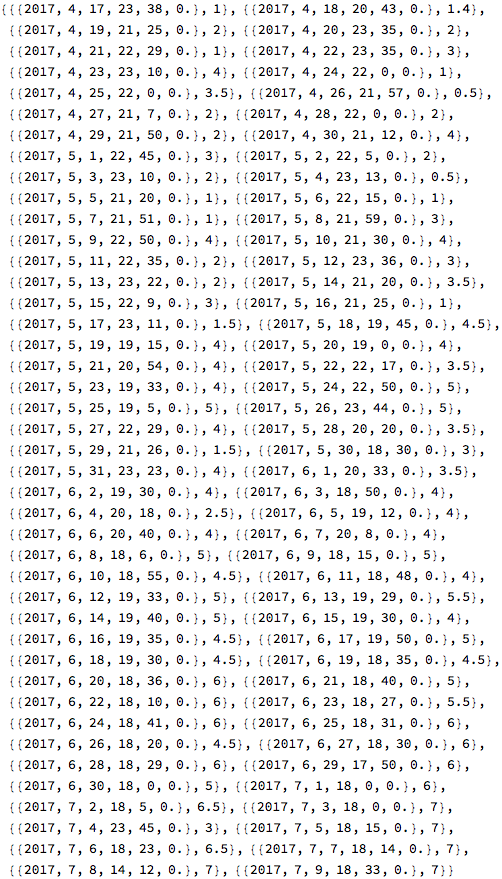 {{{2017, 4, 17, 23, 38, 0.}, 1}, {{2017, 4, 18, 20, 43, 0.}, 1.4},
{{2017, 4, 19, 21, 25, 0.}, 2}, {{2017, 4, 20, 23, 35, 0.}, 2},
{{2017, 4, 21, 22, 29, 0.}, 1}, {{2017, 4, 22, 23, 35, 0.}, 3},
{{2017, 4, 23, 23, 10, 0.}, 4}, {{2017, 4, 24, 22, 0, 0.}, 1},
{{2017, 4, 25, 22, 0, 0.}, 3.5}, {{2017, 4, 26, 21, 57, 0.}, 0.5},
{{2017, 4, 27, 21, 7, 0.}, 2}, {{2017, 4, 28, 22, 0, 0.}, 2},
{{2017, 4, 29, 21, 50, 0.}, 2}, {{2017, 4, 30, 21, 12, 0.}, 4},
{{2017, 5, 1, 22, 45, 0.}, 3}, {{2017, 5, 2, 22, 5, 0.}, 2},
{{2017, 5, 3, 23, 10, 0.}, 2}, {{2017, 5, 4, 23, 13, 0.}, 0.5},
{{2017, 5, 5, 21, 20, 0.}, 1}, {{2017, 5, 6, 22, 15, 0.}, 1},
{{2017, 5, 7, 21, 51, 0.}, 1}, {{2017, 5, 8, 21, 59, 0.}, 3},
{{2017, 5, 9, 22, 50, 0.}, 4}, {{2017, 5, 10, 21, 30, 0.}, 4},
{{2017, 5, 11, 22, 35, 0.}, 2}, {{2017, 5, 12, 23, 36, 0.}, 3},
{{2017, 5, 13, 23, 22, 0.}, 2}, {{2017, 5, 14, 21, 20, 0.}, 3.5},
{{2017, 5, 15, 22, 9, 0.}, 3}, {{2017, 5, 16, 21, 25, 0.}, 1},
{{2017, 5, 17, 23, 11, 0.}, 1.5}, {{2017, 5, 18, 19, 45, 0.}, 4.5},
{{2017, 5, 19, 19, 15, 0.}, 4}, {{2017, 5, 20, 19, 0, 0.}, 4},
{{2017, 5, 21, 20, 54, 0.}, 4}, {{2017, 5, 22, 22, 17, 0.}, 3.5},
{{2017, 5, 23, 19, 33, 0.}, 4}, {{2017, 5, 24, 22, 50, 0.}, 5},
{{2017, 5, 25, 19, 5, 0.}, 5}, {{2017, 5, 26, 23, 44, 0.}, 5},
{{2017, 5, 27, 22, 29, 0.}, 4}, {{2017, 5, 28, 20, 20, 0.}, 3.5},
{{2017, 5, 29, 21, 26, 0.}, 1.5}, {{2017, 5, 30, 18, 30, 0.}, 3},
{{2017, 5, 31, 23, 23, 0.}, 4}, {{2017, 6, 1, 20, 33, 0.}, 3.5},
{{2017, 6, 2, 19, 30, 0.}, 4}, {{2017, 6, 3, 18, 50, 0.}, 4},
{{2017, 6, 4, 20, 18, 0.}, 2.5}, {{2017, 6, 5, 19, 12, 0.}, 4},
{{2017, 6, 6, 20, 40, 0.}, 4}, {{2017, 6, 7, 20, 8, 0.}, 4},
{{2017, 6, 8, 18, 6, 0.}, 5}, {{2017, 6, 9, 18, 15, 0.}, 5},
{{2017, 6, 10, 18, 55, 0.}, 4.5}, {{2017, 6, 11, 18, 48, 0.}, 4},
{{2017, 6, 12, 19, 33, 0.}, 5}, {{2017, 6, 13, 19, 29, 0.}, 5.5},
{{2017, 6, 14, 19, 40, 0.}, 5}, {{2017, 6, 15, 19, 30, 0.}, 4},
{{2017, 6, 16, 19, 35, 0.}, 4.5}, {{2017, 6, 17, 19, 50, 0.}, 5},
{{2017, 6, 18, 19, 30, 0.}, 4.5}, {{2017, 6, 19, 18, 35, 0.}, 4.5},
{{2017, 6, 20, 18, 36, 0.}, 6}, {{2017, 6, 21, 18, 40, 0.}, 5},
{{2017, 6, 22, 18, 10, 0.}, 6}, {{2017, 6, 23, 18, 27, 0.}, 5.5},
{{2017, 6, 24, 18, 41, 0.}, 6}, {{2017, 6, 25, 18, 31, 0.}, 6},
{{2017, 6, 26, 18, 20, 0.}, 4.5}, {{2017, 6, 27, 18, 30, 0.}, 6},
{{2017, 6, 28, 18, 29, 0.}, 6}, {{2017, 6, 29, 17, 50, 0.}, 6},
{{2017, 6, 30, 18, 0, 0.}, 5}, {{2017, 7, 1, 18, 0, 0.}, 6},
{{2017, 7, 2, 18, 5, 0.}, 6.5}, {{2017, 7, 3, 18, 0, 0.}, 7},
{{2017, 7, 4, 23, 45, 0.}, 3}, {{2017, 7, 5, 18, 15, 0.}, 7},
{{2017, 7, 6, 18, 23, 0.}, 6.5}, {{2017, 7, 7, 18, 14, 0.}, 7},
{{2017, 7, 8, 14, 12, 0.}, 7}, {{2017, 7, 9, 18, 33, 0.}, 7}}